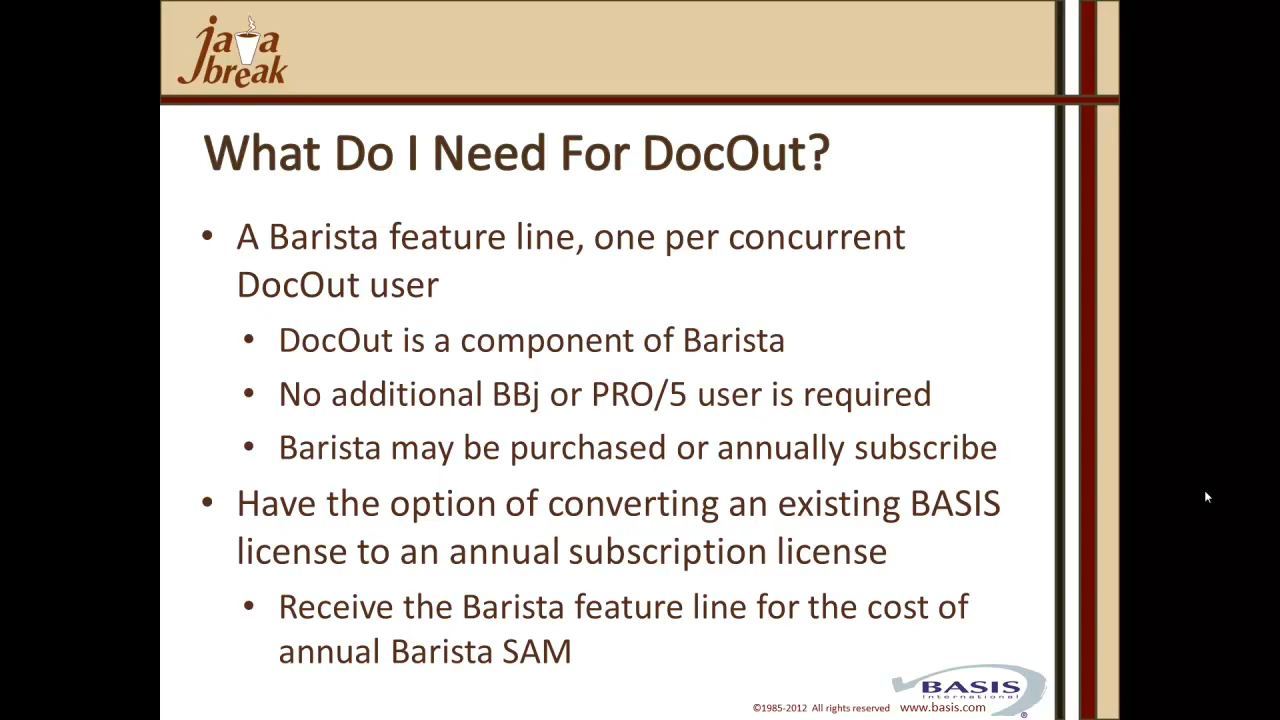 java
break
What Do I Need For DocOut?
• A Barista feature line, one per concurrent
DocOut user
• DocOut is a component of Barista
• No additional BBj or PRO/5 user is required
• Barista may be purchased or annually subscribe
• Have the option of converting an existing BASIS
license to an annual subscription license
• Receive the Barista feature line for the cost of
annual Barista SAM
BASIS
International
®
©1985-2012 All rights reserved www.basis.com